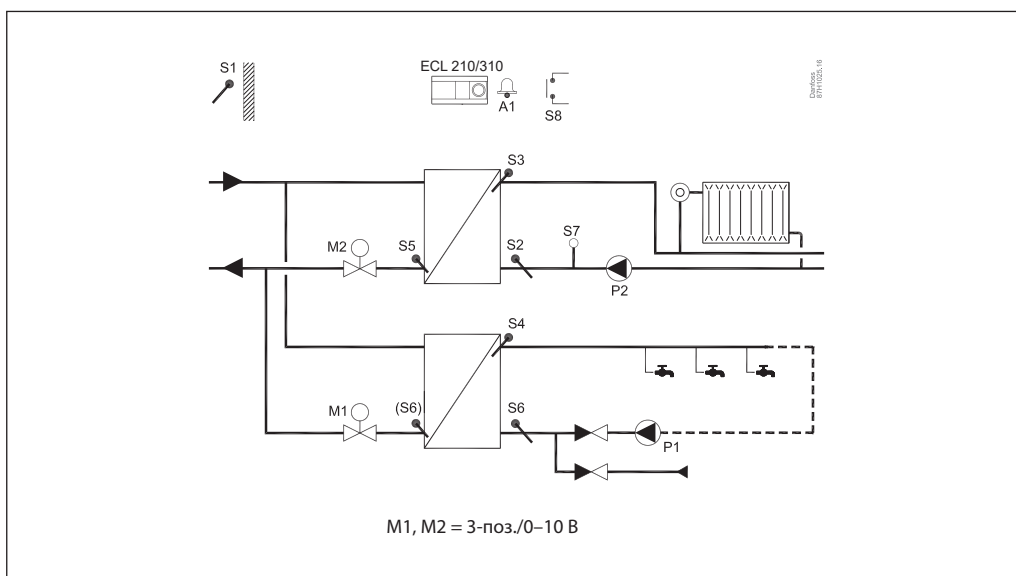 S1
ECL 210/310
A1
S8
Danfoss
87H1025.16
S3
S7
M2
S5
S2
P2
S4
M1
(S6)
S6
P1
M1, M2 = 3-поз./0–10 В